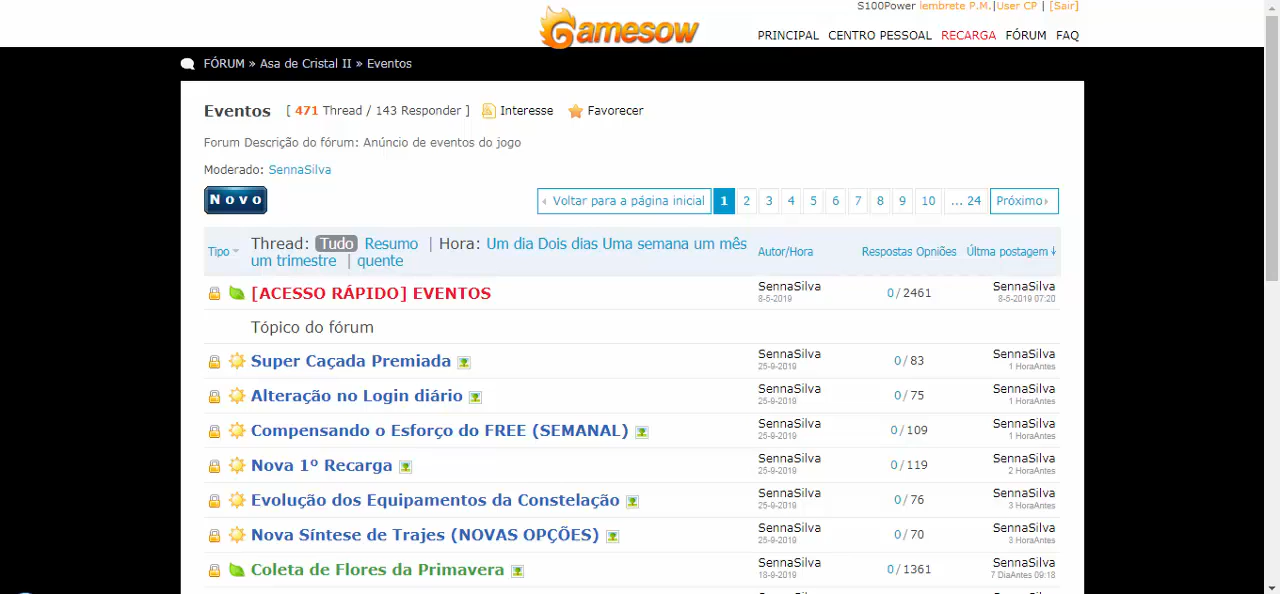 S100Power lembrete P.M.|User CP | [Sair]
Gamesow
PRINCIPAL CENTRO PESSOAL RECARGA FÓRUM FAQ
FÓRUM » Asa de Cristal II » Eventos
Eventos [ 471 Thread / 143 Responder ] Interesse Favorecer
Forum Descrição do fórum: Anúncio de eventos do jogo
Moderado: SennaSilva
Novo Voltar para a página inicial 1 2 3 4 5 6 7 8 9 10 ... 24 Próximo
Tipo Thread: Tudo Resumo | Hora: Um dia Dois dias Uma semana um mês Autor/Hora Respostas Opniões Últma postagem
um trimestre | quente
[ACESSO RÁPIDO] EVENTOS SennaSilva 0/2461 SennaSilva
8-5-2019 8-5-2019 07:20
Tópico do fórum
Super Caçada Premiada SennaSilva 0/83 SennaSilva
25-9-2019 1 HoraAntes
Alteração no Login diário SennaSilva 0/75 SennaSilva
25-9-2019 1 HoraAntes
Compensando o Esforço do FREE (SEMANAL) SennaSilva 0/109 SennaSilva
25-9-2019 1 HoraAntes
Nova 1º Recarga SennaSilva 0/119 SennaSilva
25-9-2019 2 HoraAntes
Evolução dos Equipamentos da Constelação SennaSilva 0/76 SennaSilva
25-9-2019 3 HoraAntes
Nova Síntese de Trajes (NOVAS OPÇÕES) SennaSilva 0/70 SennaSilva
25-9-2019 3 HoraAntes
Coleta de Flores da Primavera SennaSilva 0/1361 SennaSilva
18-9-2019 7 DiaAntes 09:18